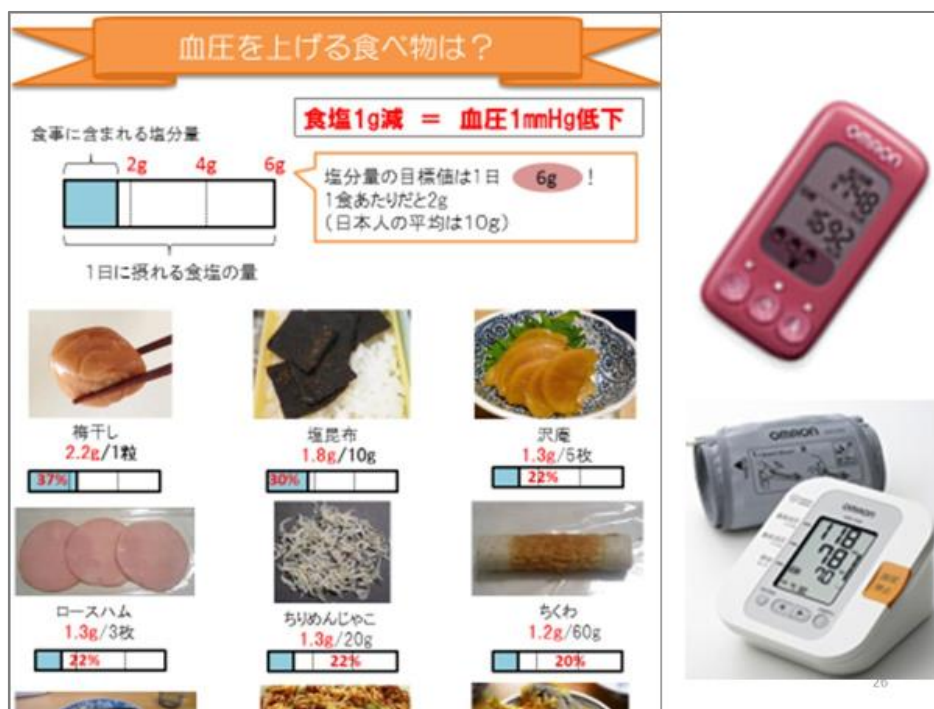 血圧を上げる食べ物は?
食塩1g減 = 血圧1mmHg低下
食事に含まれる塩分量
2g 4g 6g
塩分量の目標値は1日 6g !
1食あたりだと2g
(日本人の平均は10g)
1日に摂れる食塩の量
梅干し
2.2g/1粒
37%
塩昆布
1.8g/10g
30%
沢庵
1.3g/5枚
22%
ロースハム
1.3g/3枚
22%
ちりめんじゃこ
1.3g/20g
22%
ちくわ
1.2g/60g
20%
OMRON
OMRON
OMRON
118
78
70
26